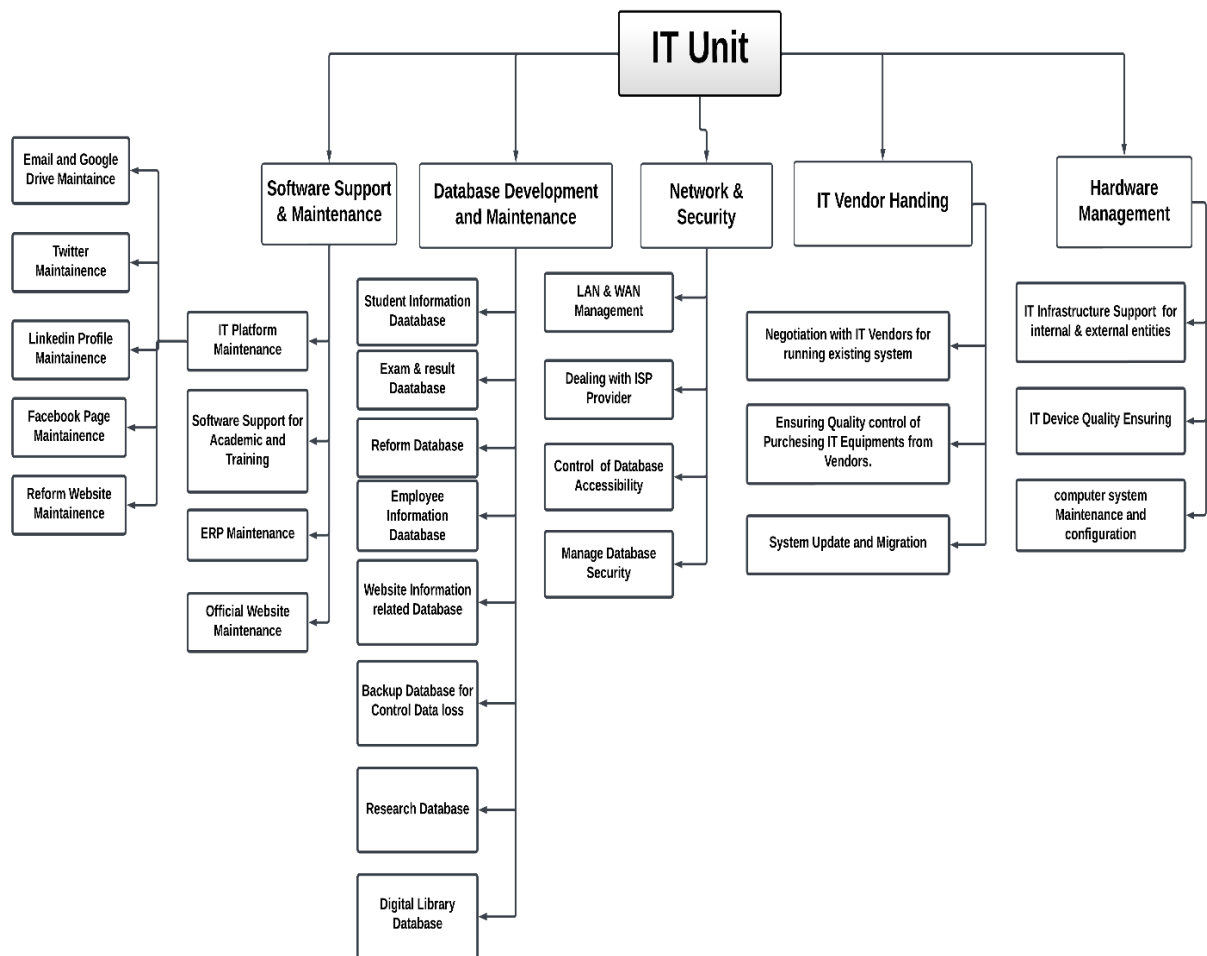 IT Unit
Software Support
& Maintenance
Database Development
and Maintenance
Network &
Security
IT Vendor Handing
Hardware
Management
Email and Google
Drive Maintaince
Twitter
Maintainence
Linkedin Profile
Maintainence
Facebook Page
Maintainence
Reform Website
Maintainence
IT Platform
Maintenance
Software Support for
Academic and
Training
ERP Maintenance
Official Website
Maintenance
Student Information
Daatabase
Exam & result
Daatabase
Reform Database
Employee
Information
Daatabase
Website Information
related Database
Backup Database for
Control Data loss
Research Database
Digital Library
Database
LAN & WAN
Management
Dealing with ISP
Provider
Control of Database
Accessibility
Manage Database
Security
Negotiation with IT Vendors for
running existing system
Ensuring Quality control of
Purchesing IT Equipments from
Vendors.
System Update and Migration
IT Infrastructure Support for
internal & external entities
IT Device Quality Ensuring
computer system
Maintenance and
configuration